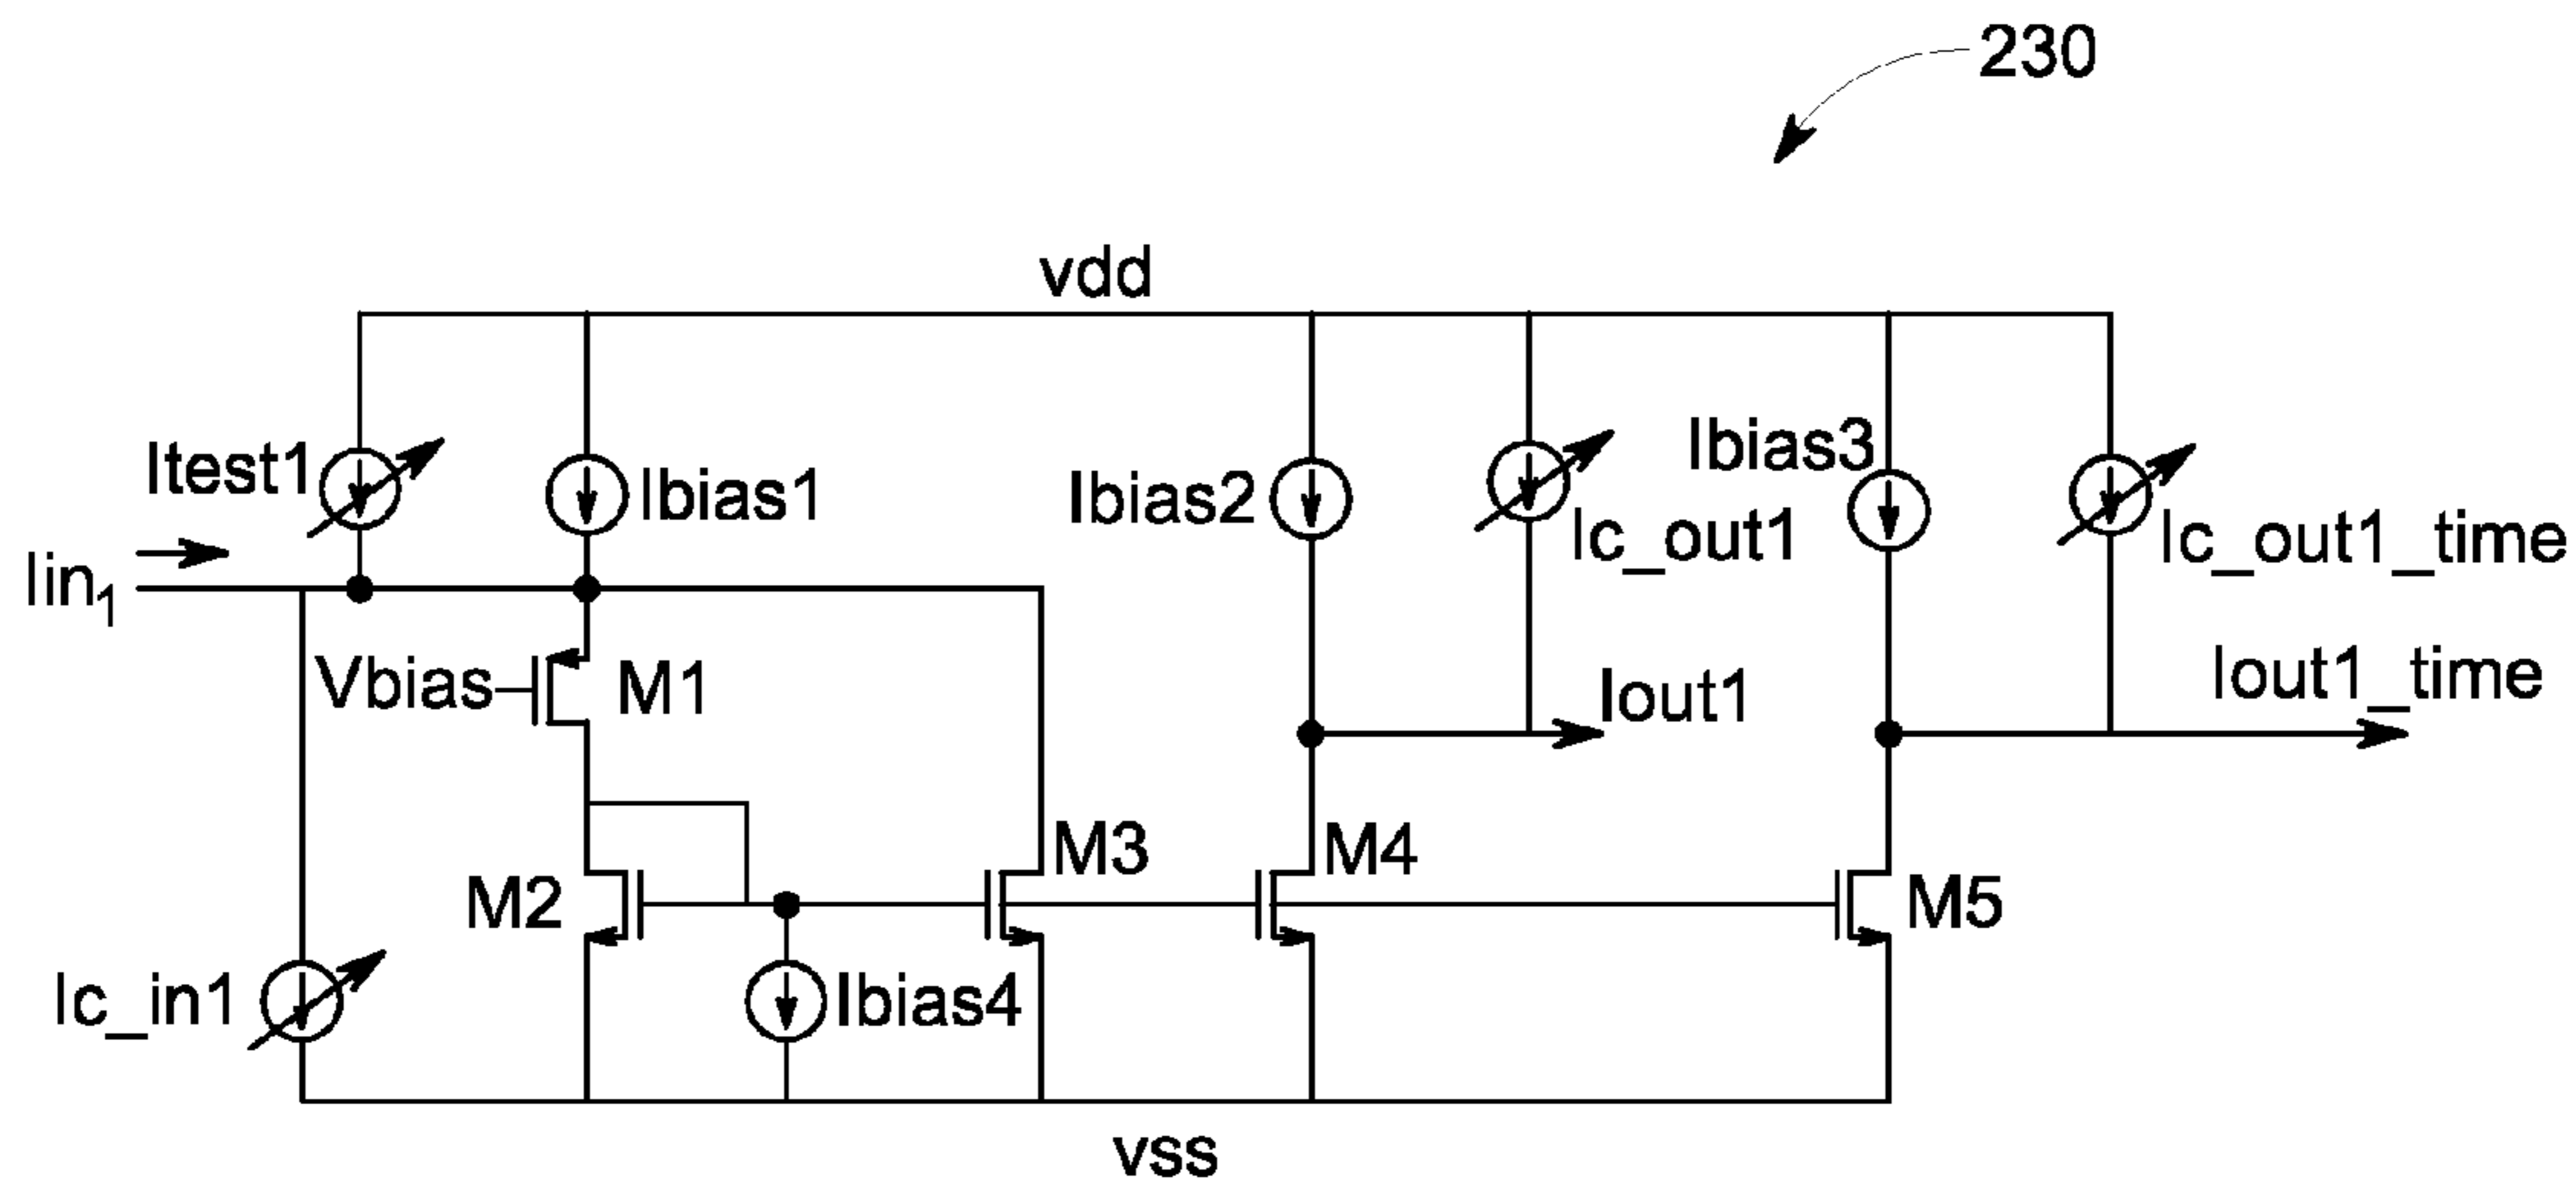 230
vdd
Itest1
Ibias1
Ibias2
Ic_out1
Ibias3
Ic_out1_time
Iin1
Vbias
M1
Iout1
Iout1_time
M2
M3
M4
M5
Ic_in1
Ibias4
vss